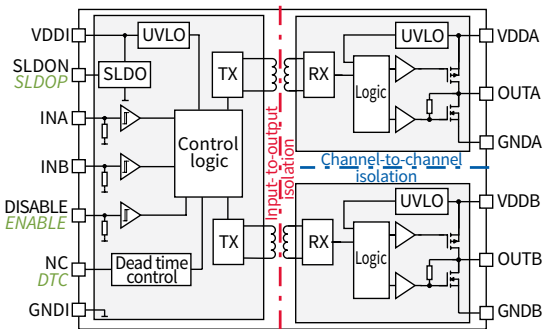 VDDI
SLDON
SLDOP
INA
INB
DISABLE
ENABLE
NC
DTC
GNDI
UVLO
SLDO
TX
Control
logic
Dead time
control
TX
Input-to-output
isolation
RX
UVLO
Logic
VDDA
OUTA
GNDA
Channel-to-channel
isolation
RX
UVLO
Logic
VDDB
OUTB
GNDB